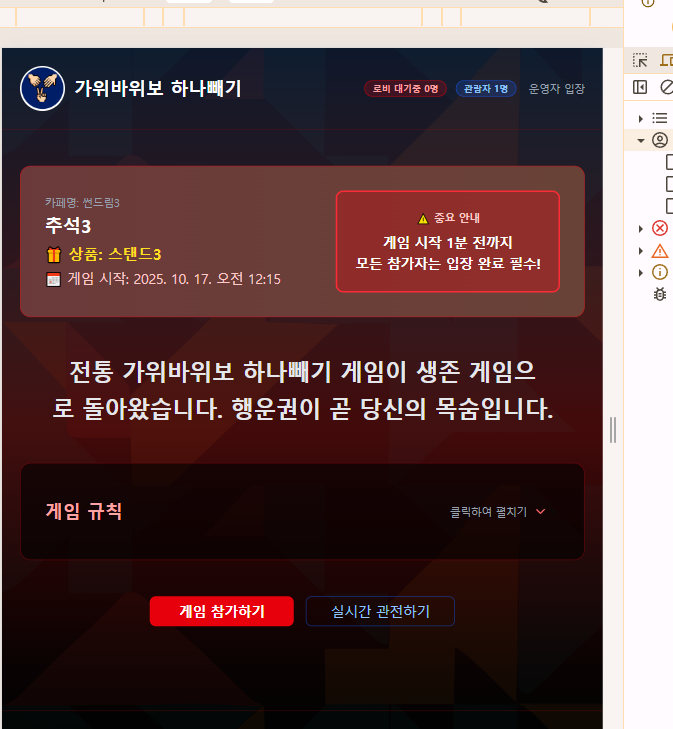 가위바위보 하나빼기
로비 대기중 0명
관람자 1명
운영자 입장
카페명: 썬드림3
추석3
상품: 스탠드3
게임 시작: 2025. 10. 17. 오전 12:15
중요 안내
게임 시작 1분 전까지
모든 참가자는 입장 완료 필수!
전통 가위바위보 하나빼기 게임이 생존 게임으
로 돌아왔습니다. 행운권이 곧 당신의 목숨입니다.
게임 규칙
클릭하여 펼치기
게임 참가하기
실시간 관전하기